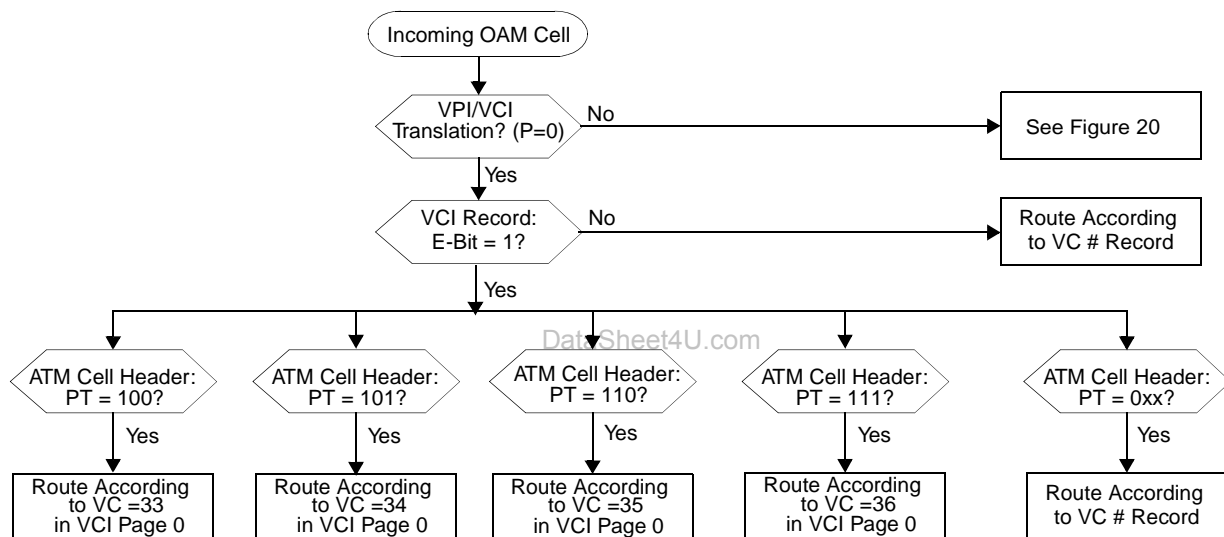 Incoming OAM Cell
VPI/VCI
Translation? (P=0)
No
See Figure 20
Yes
VCI Record:
E-Bit = 1?
No
Route According
to VC # Record
Yes
DataSheet4U.com
ATM Cell Header:
PT = 100?
ATM Cell Header:
PT = 101?
ATM Cell Header:
PT = 110?
ATM Cell Header:
PT = 111?
ATM Cell Header:
PT = 0xx?
Yes
Yes
Yes
Yes
Yes
Route According
to VC =33
in VCI Page 0
Route According
to VC =34
in VCI Page 0
Route According
to VC =35
in VCI Page 0
Route According
to VC =36
in VCI Page 0
Route According
to VC # Record